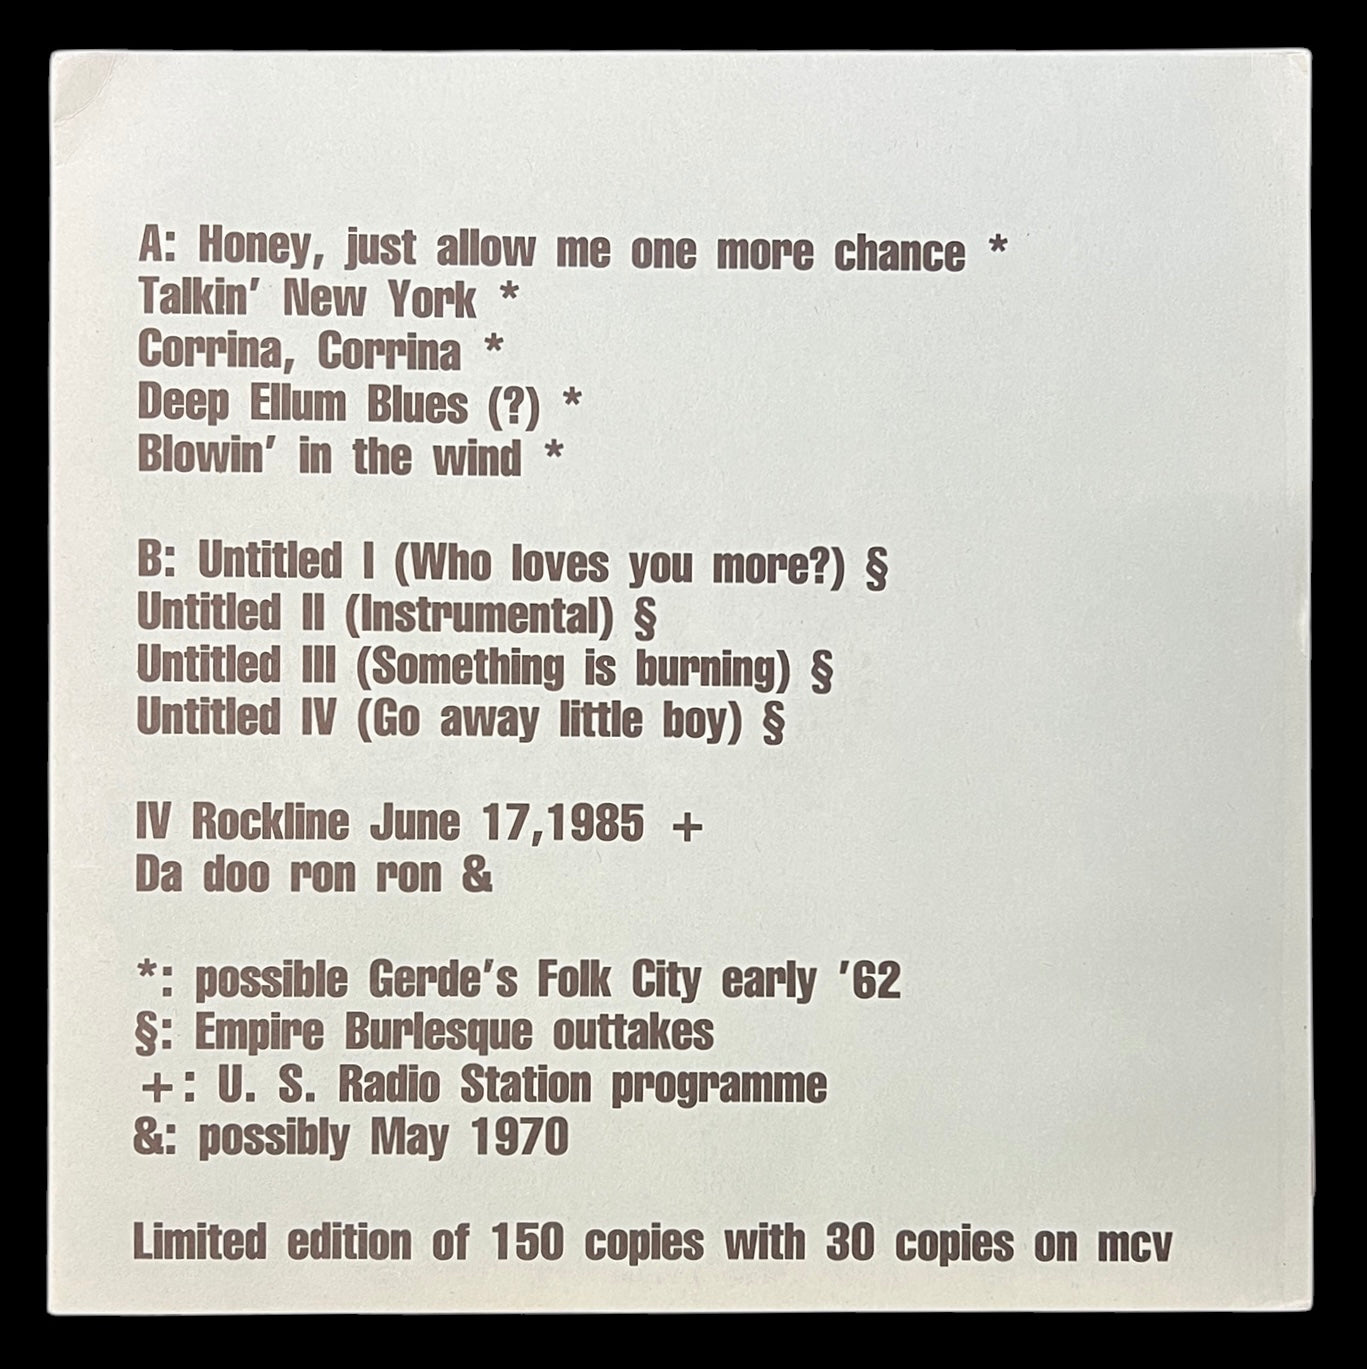 A: Honey, just allow me one more chance *
Talkin' New York *
Corrina, Corrina *
Deep Ellum Blues (?) *
Blowin' in the wind *
B: Untitled I (Who loves you more?) §
Untitled II (Instrumental) §
Untitled III (Something is burning) §
Untitled IV (Go away little boy) §
IV Rockline June 17,1985 +
Da doo ron ron &
*: possible Gerde's Folk City early '62
§: Empire Burlesque outtakes
+: U. S. Radio Station programme
&: possibly May 1970
Limited edition of 150 copies with 30 copies on mcv